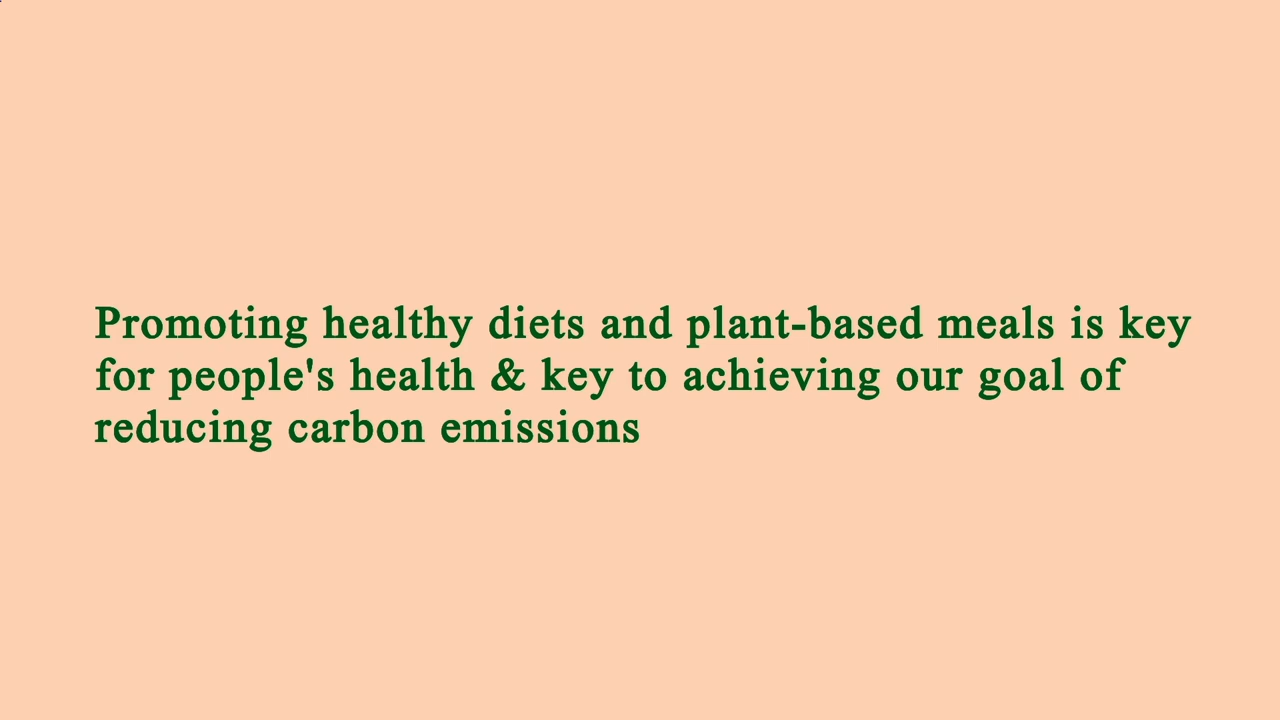 Promoting healthy diets and plant-based meals is key
for people's health & key to achieving our goal of
reducing carbon emissions